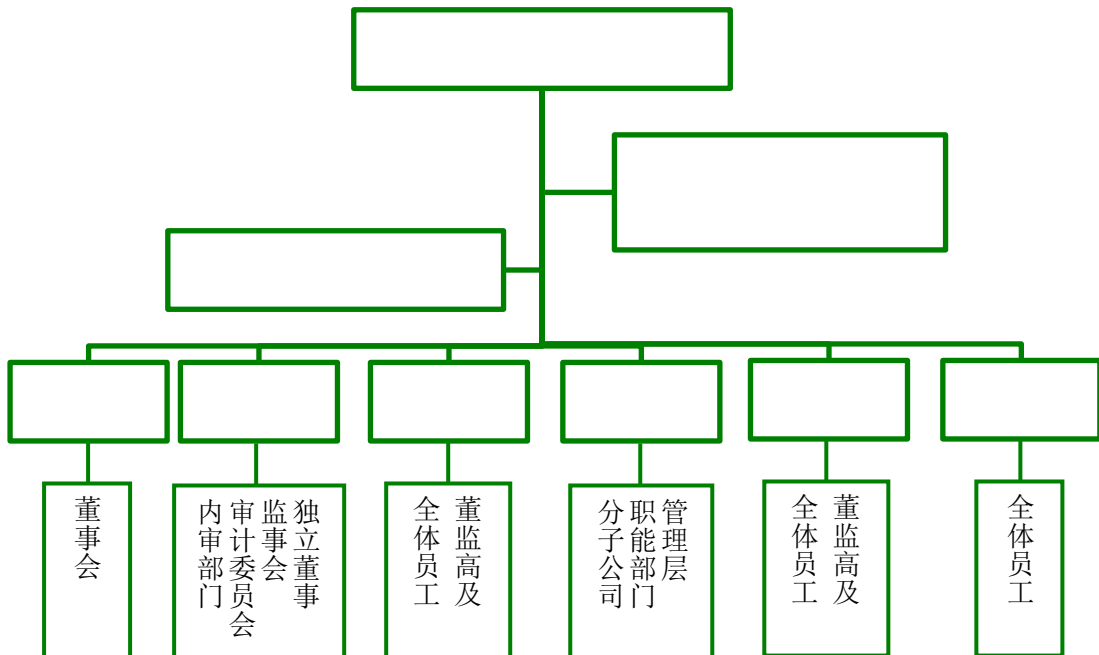 董事会
独立董事
监事会
审计委员会
内审部门
董监高及
全体员工
管理层
职能部门
分子公司
董监高及
全体员工
全体员工